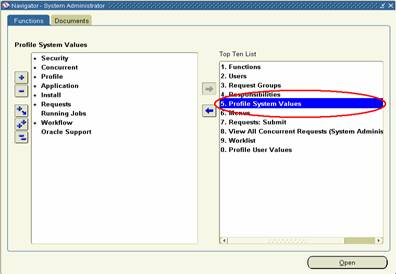 Navigator - System Administrator
Functions
Documents
Profile System Values
+ Security
+ Concurrent
+ Profile
+ Application
+ Install
+ Requests
Running Jobs
+ Workflow
Oracle Support
Top Ten List
1. Functions
2. Users
3. Request Groups
4. Responsibilities
5. Profile System Values
6. Menus
7. Requests: Submit
8. View All Concurrent Requests (System Adminis
9. Worklist
0. Profile User Values
Open